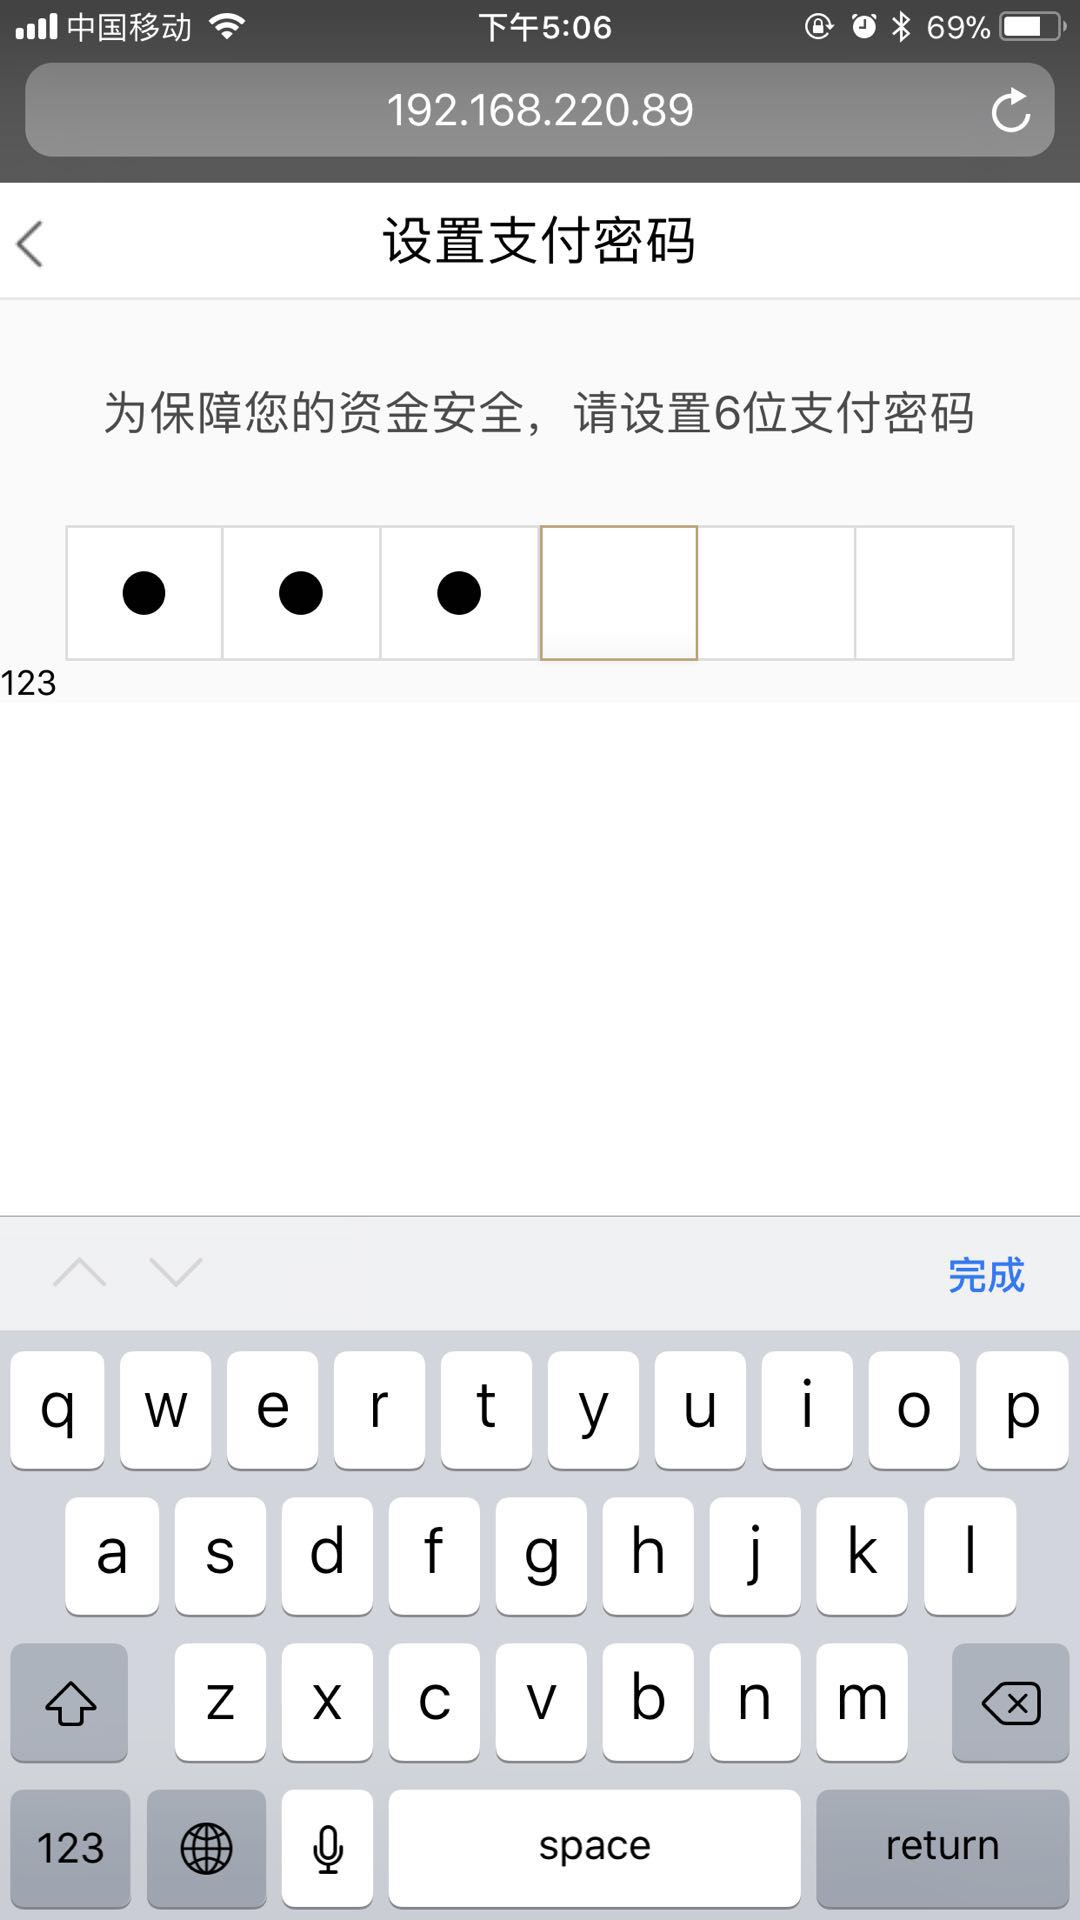 中国移动 下午5:06 69%
192.168.220.89
设置支付密码
为保障您的资金安全，请设置6位支付密码
123
完成
q w e r t y u i o p
a s d f g h j k l
z x c v b n m
123 space return